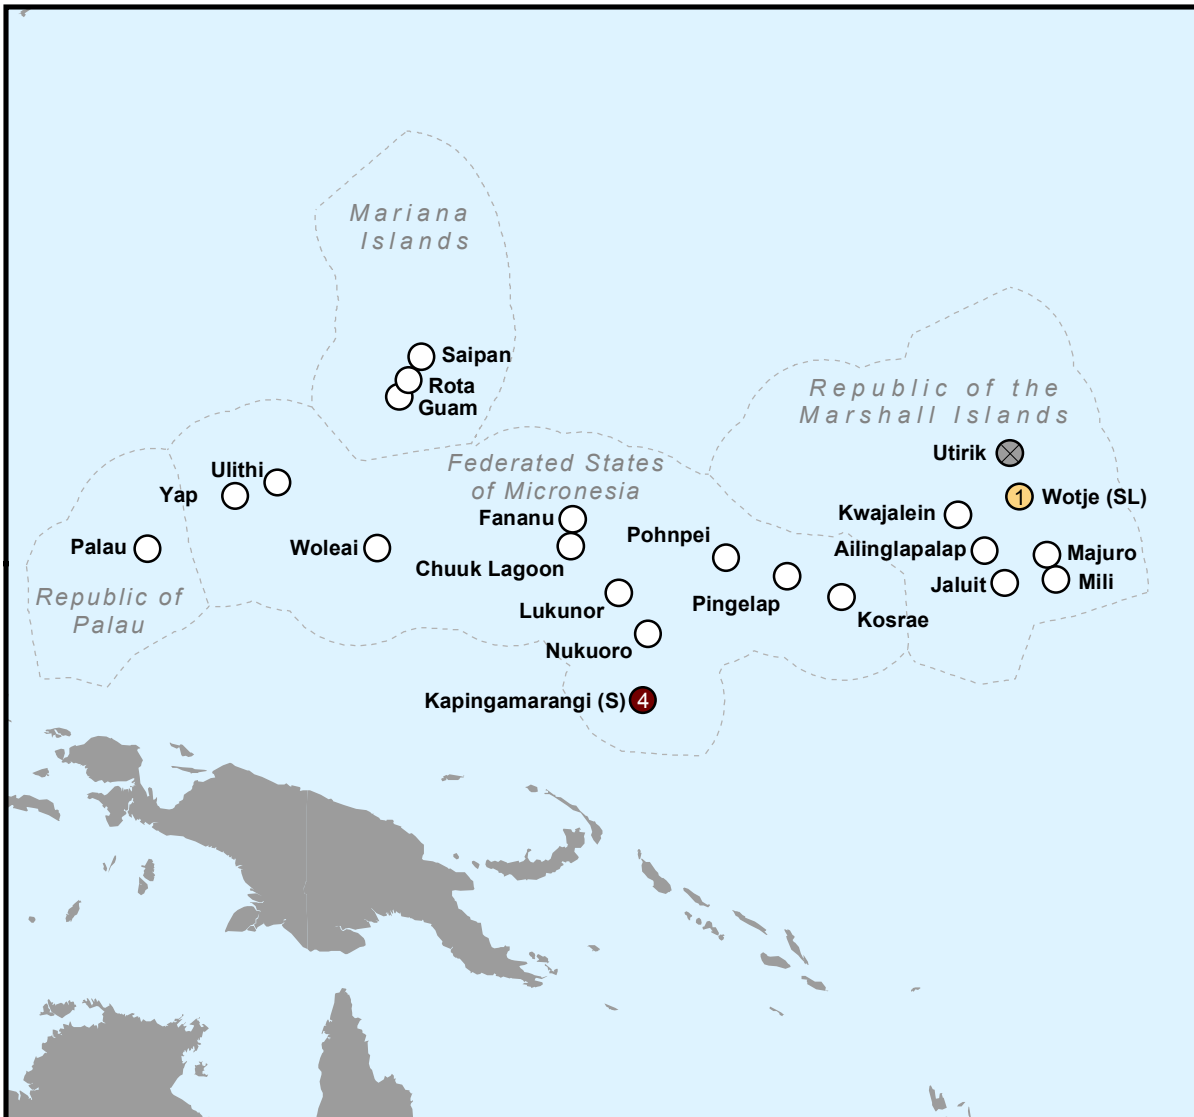 Mariana
Islands
Saipan
Rota
Guam
Republic of the
Marshall Islands
Utirik
1 Wotje (SL)
Ulithi
Yap
Federated States
of Micronesia
Fananu
Kwajalein
Palau
Woleai
Chuuk Lagoon
Pohnpei
Ailinglapalap
Majuro
Republic of
Palau
Lukunor
Pingelap
Jaluit
Mili
Kosrae
Nukuoro
Kapingamarangi (S) 4